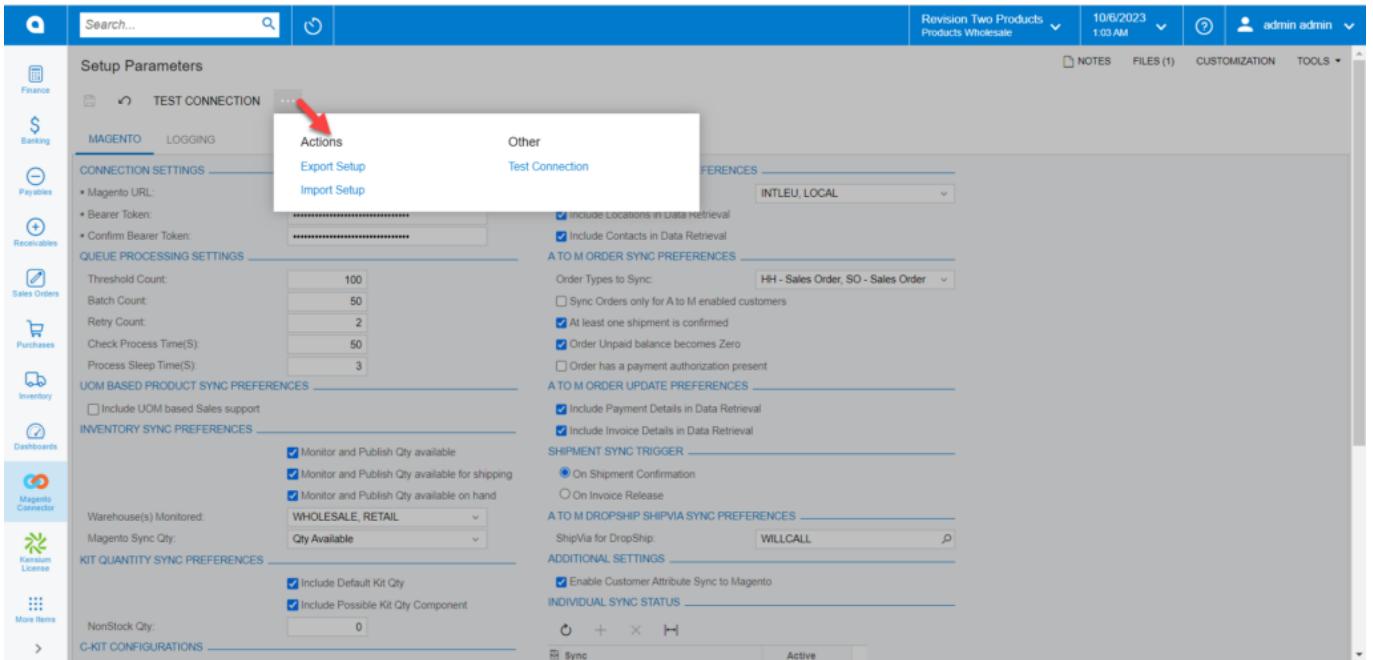 Search...
Revision Two Products
Products Wholesale
10/6/2023
1:03 AM
admin admin
Finance
Banking
Payables
Receivables
Sales Orders
Purchases
Inventory
Dashboards
Magento
Connector
Kensium
License
More Items
Setup Parameters
NOTES
FILES (1)
CUSTOMIZATION
TOOLS
TEST CONNECTION
...
MAGENTO
LOGGING
Actions
Export Setup
Import Setup
Other
Test Connection
CONNECTION SETTINGS
Magento URL:
Bearer Token:
Confirm Bearer Token:
QUEUE PROCESSING SETTINGS
Threshold Count: 100
Batch Count: 50
Retry Count: 2
Check Process Time(S): 50
Process Sleep Time(S): 3
UOM BASED PRODUCT SYNC PREFERENCES
Include UOM based Sales support
INVENTORY SYNC PREFERENCES
Monitor and Publish Qty available
Monitor and Publish Qty available for shipping
Monitor and Publish Qty available on hand
Warehouse(s) Monitored: WHOLESALE, RETAIL
Magento Sync Qty: Qty Available
KIT QUANTITY SYNC PREFERENCES
Include Default Kit Qty
Include Possible Kit Qty Component
NonStock Qty: 0
C-KIT CONFIGURATIONS
INTLEU, LOCAL
Include Locations in Data Retrieval
Include Contacts in Data Retrieval
A TO M ORDER SYNC PREFERENCES
Order Types to Sync: HH - Sales Order, SO - Sales Order
Sync Orders only for A to M enabled customers
At least one shipment is confirmed
Order Unpaid balance becomes Zero
Order has a payment authorization present
A TO M ORDER UPDATE PREFERENCES
Include Payment Details in Data Retrieval
Include Invoice Details in Data Retrieval
SHIPMENT SYNC TRIGGER
On Shipment Confirmation
On Invoice Release
A TO M DROPSHIP SHIPVIA SYNC PREFERENCES
ShipVia for DropShip: WILLCALL
ADDITIONAL SETTINGS
Enable Customer Attribute Sync to Magento
INDIVIDUAL SYNC STATUS
Sync
Active